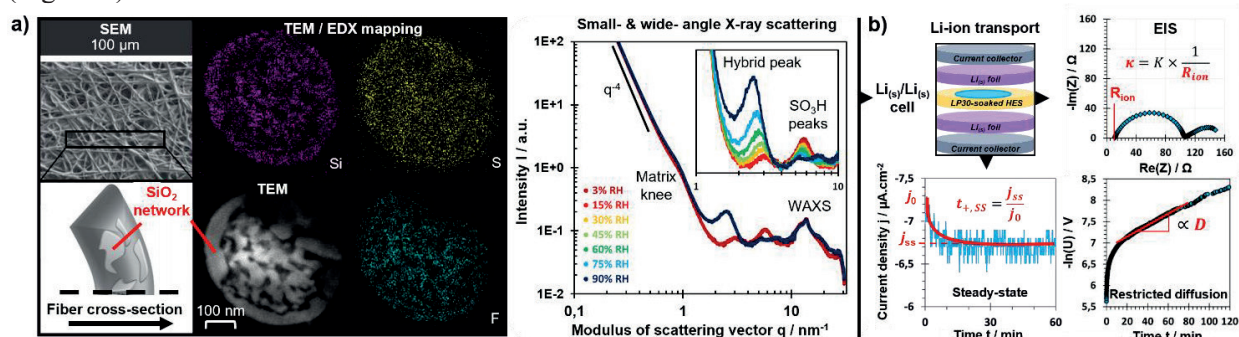 a)
SEM
100 µm
TEM / EDX mapping
Si
S
SiO₂
network
TEM
100 nm
F
Fiber cross-section
Small- & wide- angle X-ray scattering
Intensity I / a.u.
1E+2
1E+1
1E+0
1E-1
1E-2
q⁻⁴
Matrix
knee
Hybrid peak
SO₃H
peaks
1
10
WAXS
3% RH
15% RH
30% RH
45% RH
60% RH
75% RH
90% RH
0,1
1
10
Modulus of scattering vector q / nm⁻¹
b)
Li-ion transport
Current collector
Li(s) foil
LP30-soaked HES
Li(s) foil
Current collector
Li(s)/Li(s)
cell
EIS
-Im(Z) / Ω
160
120
80
40
0
κ = K × 1/Rion
Rion
0 40 80 120 160
Re(Z) / Ω
Current density j / µA.cm⁻²
-7,5
-7
-6,5
-6
j₀
jss
t+,SS = jss/j₀
Steady-state
0 20 40 60
Time t / min
-ln(U) / V
8,5
8
7,5
7
6,5
6
5,5
∝ D
Restricted diffusion
0 20 40 60 80 100 120
Time t / min